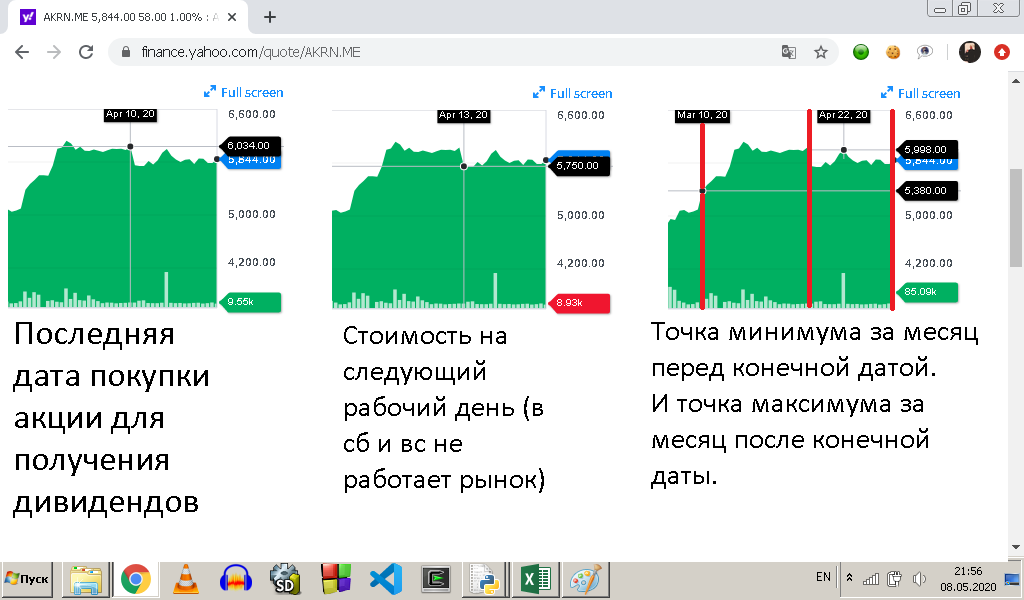 AKRN.ME 5,844.00 58.00 1.00% : A
finance.yahoo.com/quote/AKRN.ME
Full screen
Apr 10, 20
6,600.00
6,034.00
5,844.00
5,000.00
4,200.00
9.55k
Последняя
дата покупки
акции для
получения
дивидендов
Full screen
Apr 13, 20
6,600.00
5,750.00
5,000.00
4,200.00
8.93k
Стоимость на
следующий
рабочий день (в
сб и вс не
работает рынок)
Full screen
Mar 10, 20
Apr 22, 20
6,600.00
5,998.00
5,844.00
5,380.00
5,000.00
4,200.00
85.09k
Точка минимума за месяц
перед конечной датой.
И точка максимума за
месяц после конечной
даты.
Пуск
SD
EN
21:56
08.05.2020